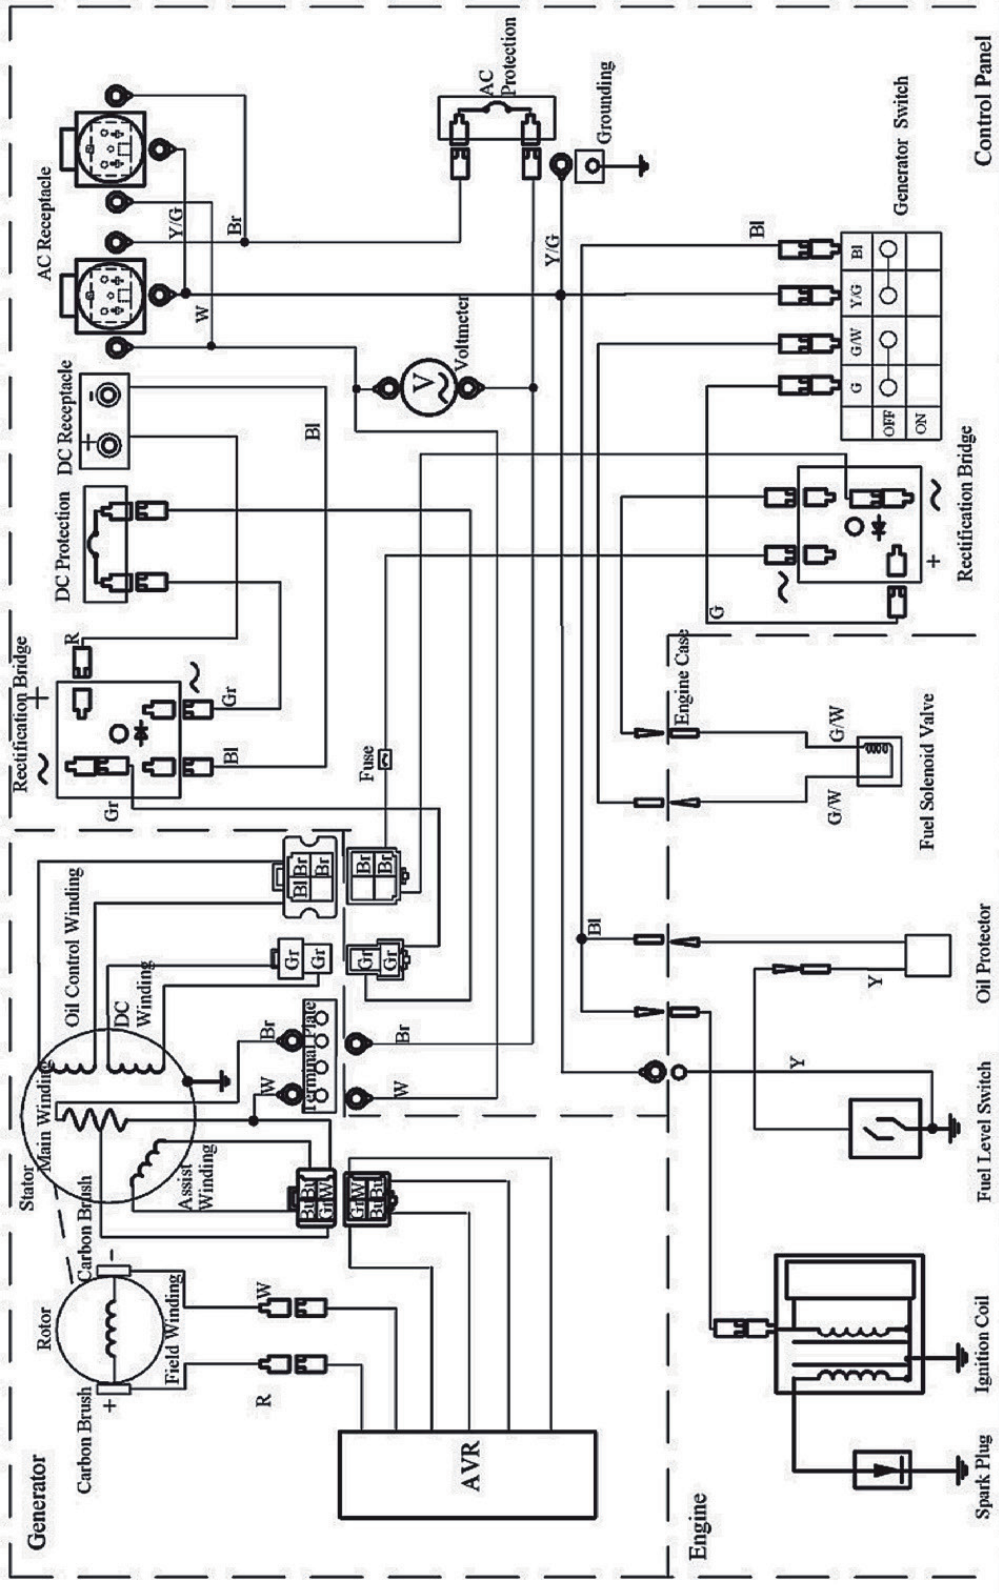 Generator
AVR
Rotor
Carbon Brush
+
Carbon Brush
-
Field Winding
R
W
Stator
Main Winding
Assist
Winding
Oil Control Winding
DC
Winding
Bu
Bu
Gr
W
Gr
W
Bu
Bu
W
Br
Terminal Plate
W
Br
Gr
Gr
Gr
Gr
Bl
Br
Br
Br
Br
Fuse
Rectification Bridge
+
~
~
Gr
Bl
Gr
R
DC Protection
DC Receptacle
+
-
Bl
AC Receptacle
W
Y/G
Br
V
~
Voltmeter
AC
Protection
Grounding
Y/G
Bl
Generator Switch
G
G/W
Y/G
Bl
OFF
ON
Control Panel
Rectification Bridge
~
~
+
G
Engine Case
G/W
G/W
Fuel Solenoid Valve
Bl
Oil Protector
Y
Y
Fuel Level Switch
Ignition Coil
Spark Plug
Engine